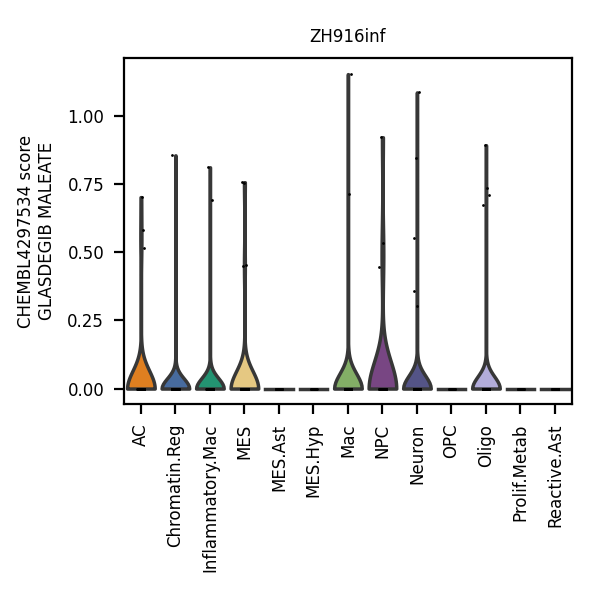 ZH916inf
CHEMBL4297534 score
GLASDEGIB MALEATE
1.00
0.75
0.50
0.25
0.00
AC
Chromatin.Reg
Inflammatory.Mac
MES
MES.Ast
MES.Hyp
Mac
NPC
Neuron
OPC
Oligo
Prolif.Metab
Reactive.Ast